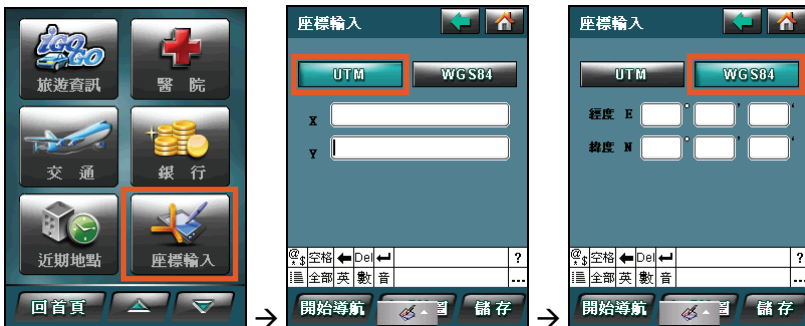 iGO
GO
旅遊資訊
醫 院
交 通
銀 行
近期地點
座標輸入
回首頁
→
座標輸入
UTM
WGS84
X
Y
@ $ 空格 Del ?
全部 英 數 音 ...
開始導航
儲存
→
座標輸入
UTM
WGS84
經度 E ° ' '
緯度 N ° ' '
@ $ 空格 Del ?
全部 英 數 音 ...
開始導航
儲存